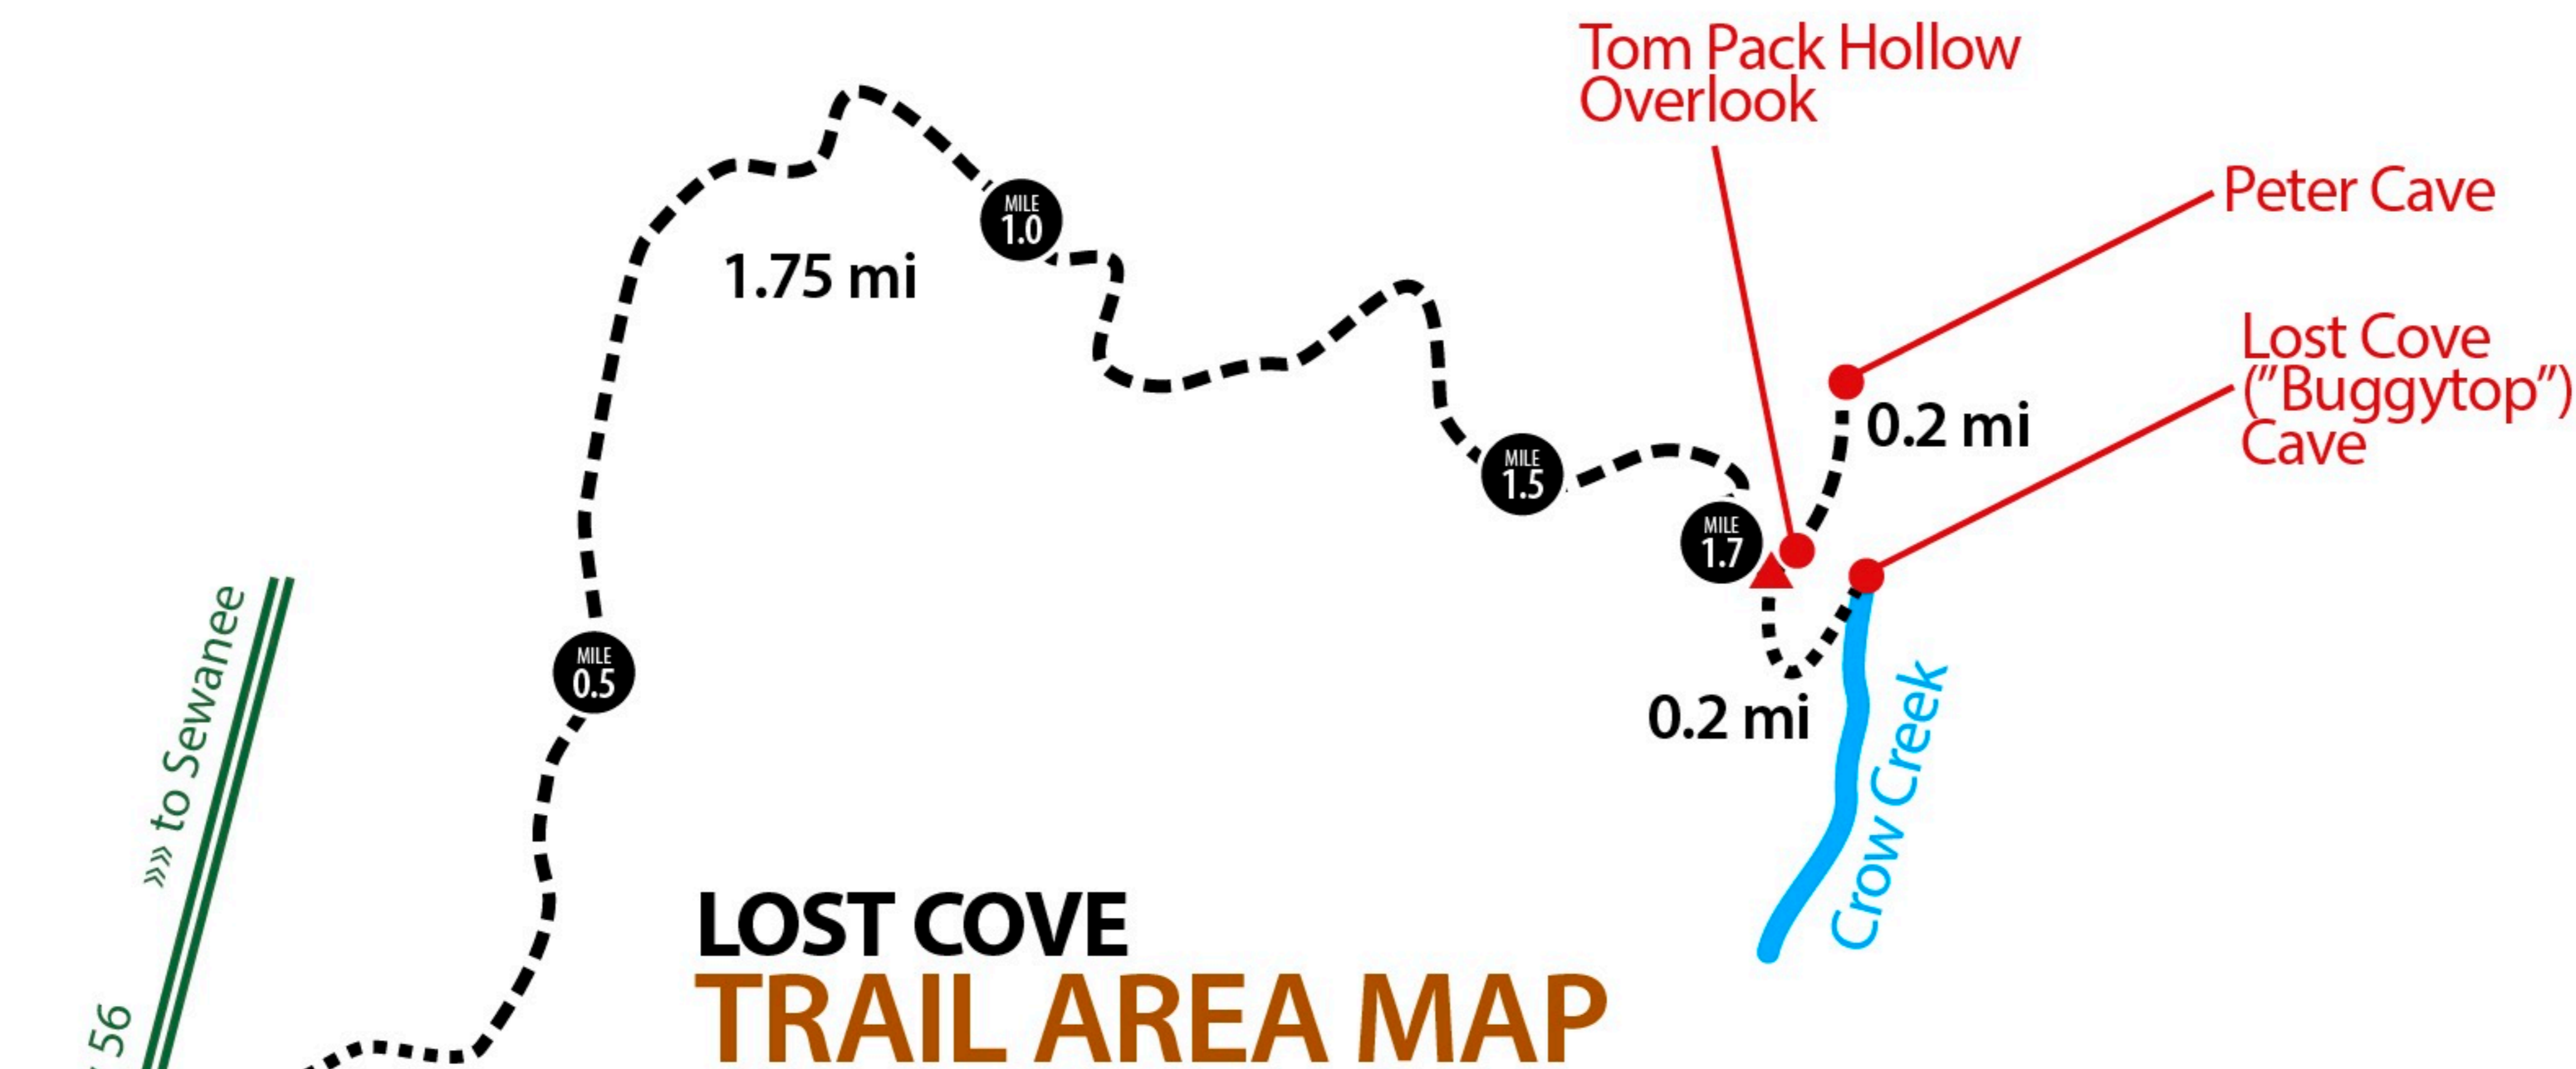 Tom Pack Hollow
Overlook
Peter Cave
MILE
1.0
1.75 mi
Lost Cove
("Buggytop")
Cave
0.2 mi
MILE
1.5
MILE
1.7
»» to Sewanee
MILE
0.5
0.2 mi
Crow Creek
LOST COVE
TRAIL AREA MAP
56